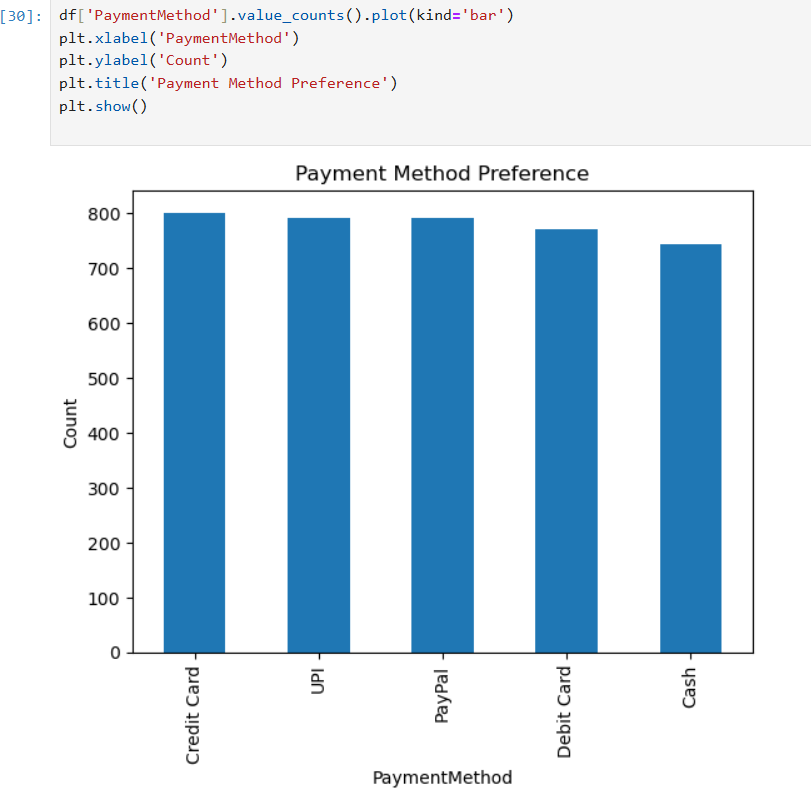 [30]: df['PaymentMethod'].value_counts().plot(kind='bar')
plt.xlabel('PaymentMethod')
plt.ylabel('Count')
plt.title('Payment Method Preference')
plt.show()
Payment Method Preference
800
700
600
500
400
300
200
100
0
Count
Credit Card
UPI
PayPal
Debit Card
Cash
PaymentMethod